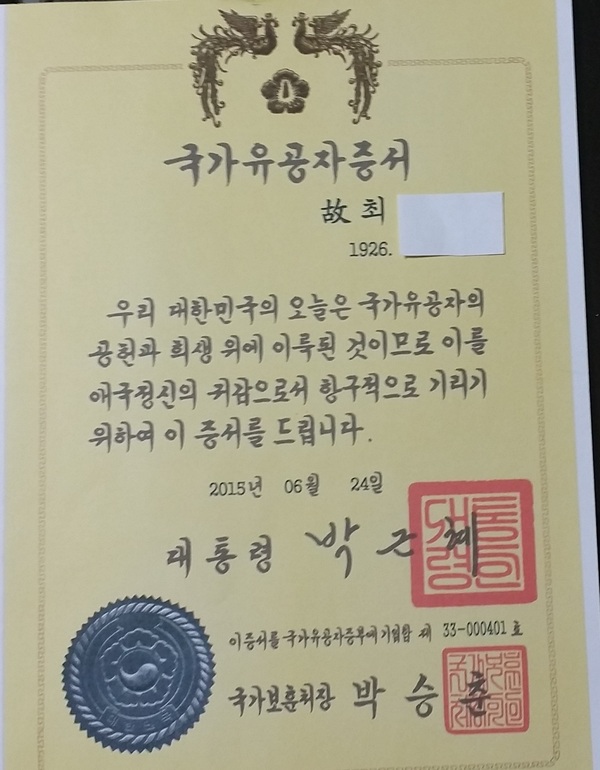 국가유공자증서
故 최
1926.
우리 대한민국의 오늘은 국가유공자의
공헌과 희생 위에 이룩된 것이므로 이를
애국정신의 귀감으로서 항구적으로 기리기
위하여 이 증서를 드립니다.
2015년 06월 24일
대통령 박근혜
이 증서를 국가유공자증부에 기입함 제 33-000401 호
국가보훈처장 박승춘